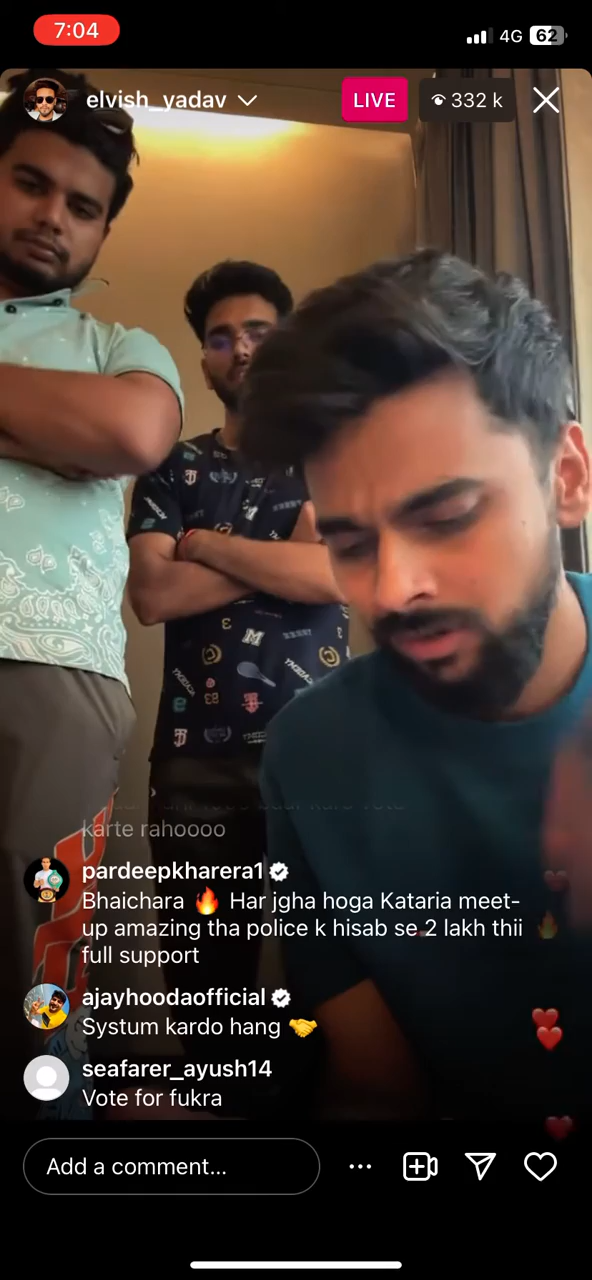 7:04
4G 62
elvish_yadav
LIVE 332 k
karte rahoooo
pardeepkharera1
Bhaichara 🔥 Har jgha hoga Kataria meet-
up amazing tha police k hisab se 2 lakh thii
full support
ajayhoodaofficial
Systum kardo hang 🤝
seafarer_ayush14
Vote for fukra
Add a comment...